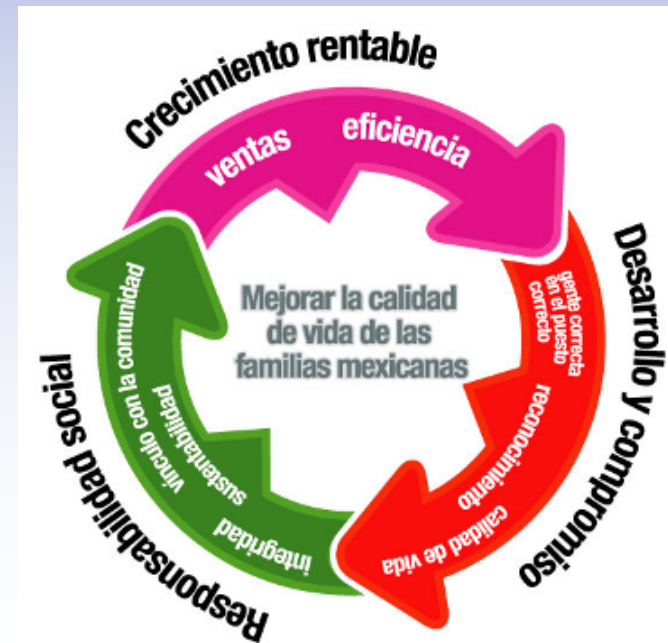 Crecimiento rentable
ventas
eficiencia
Desarrollo y compromiso
gente correcta
en el puesto
correcto
reconocimiento
calidad de vida
Responsabilidad social
integridad
sustentabilidad
vínculo con la comunidad
Mejorar la calidad
de vida de las
familias mexicanas